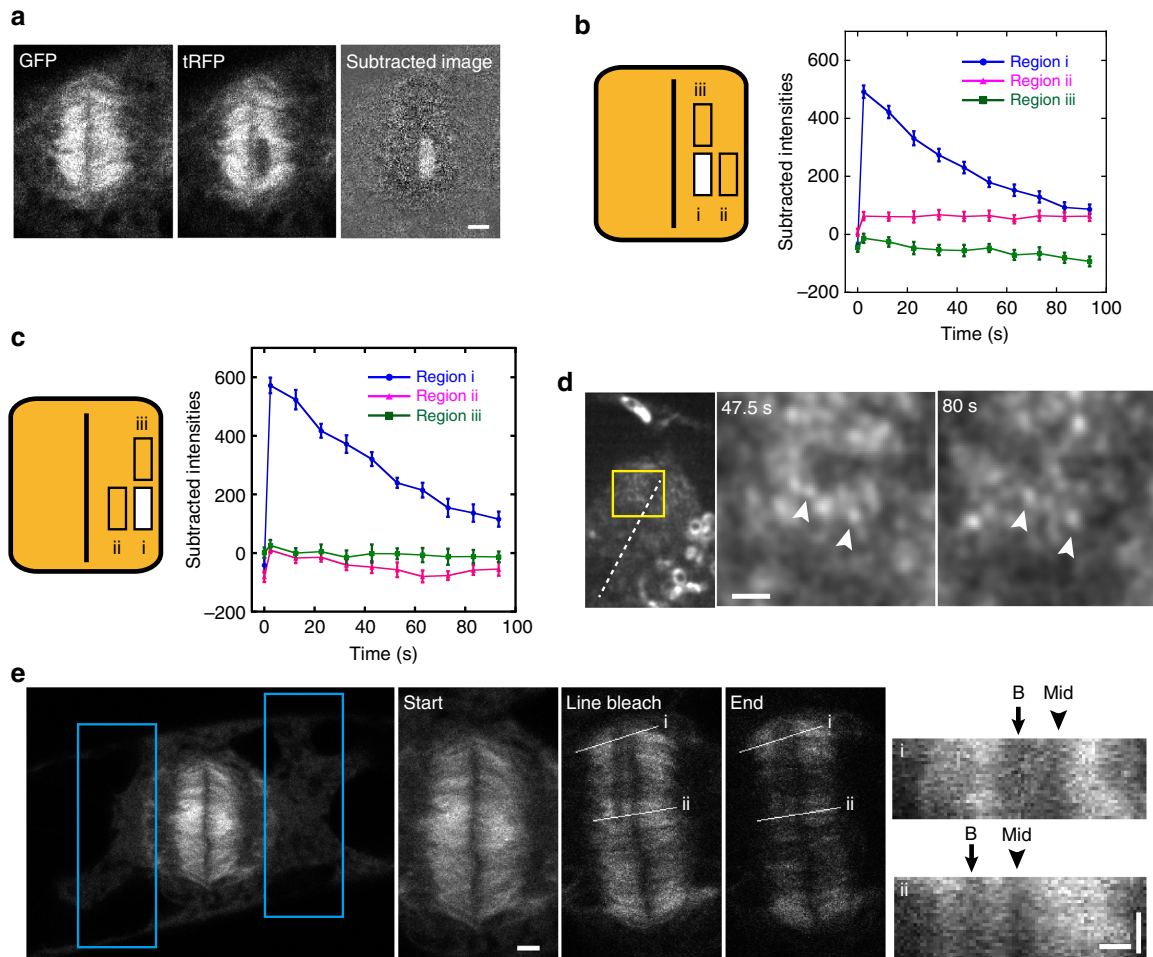 a
GFP
tRFP
Subtracted image
b
iii
i
ii
Subtracted intensities
600
400
200
0
–200
0
20
40
60
80
100
Time (s)
Region i
Region ii
Region iii
c
iii
ii
i
Subtracted intensities
600
400
200
0
–200
0
20
40
60
80
100
Time (s)
Region i
Region ii
Region iii
d
47.5 s
80 s
e
Start
Line bleach
i
ii
End
i
ii
B
Mid
i
B
Mid
ii